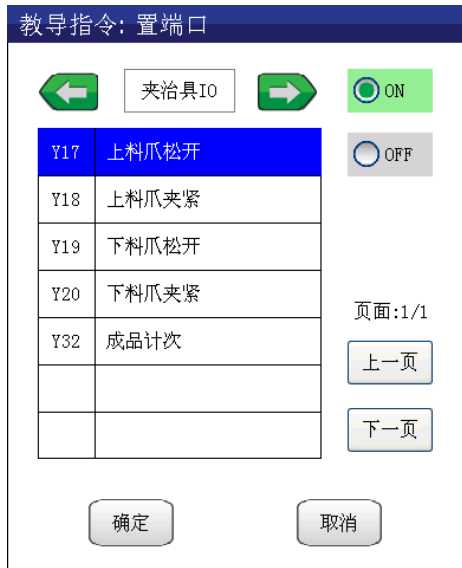 教导指令: 置端口
夹治具IO
ON
Y17 上料爪松开
OFF
Y18 上料爪夹紧
Y19 下料爪松开
Y20 下料爪夹紧
页面:1/1
Y32 成品计次
上一页
下一页
确定
取消